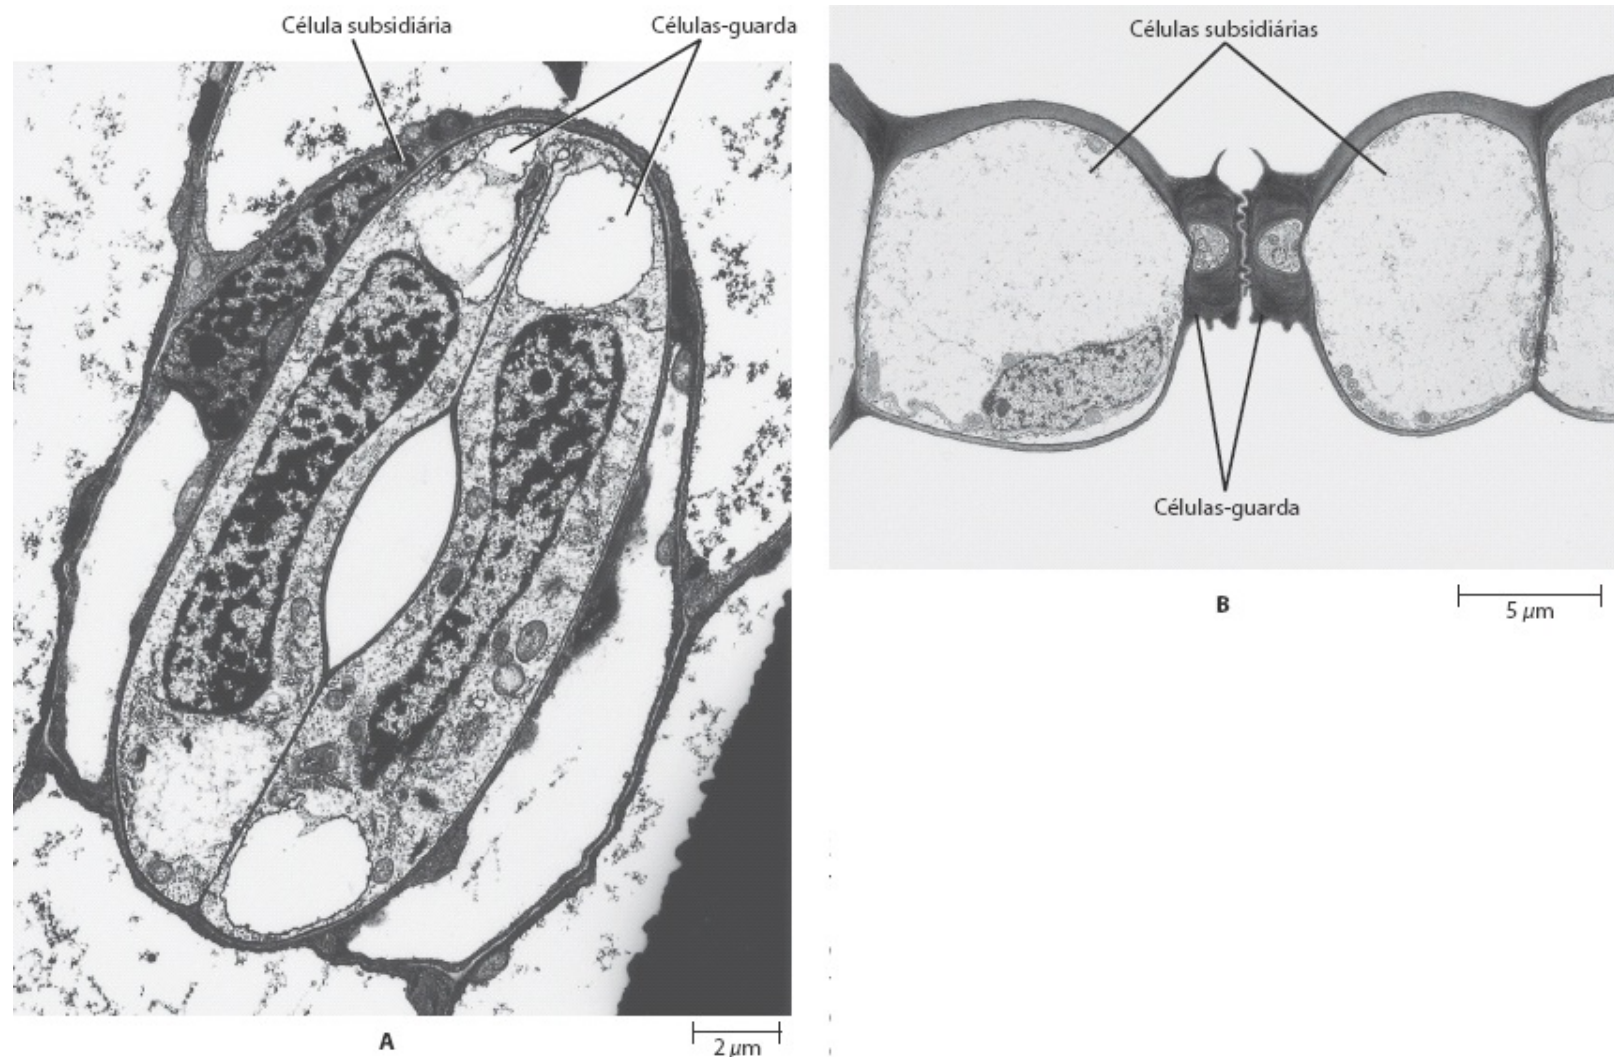 Célula subsidiária
Células-guarda
A
2 μm
Células subsidiárias
Células-guarda
B
5 μm